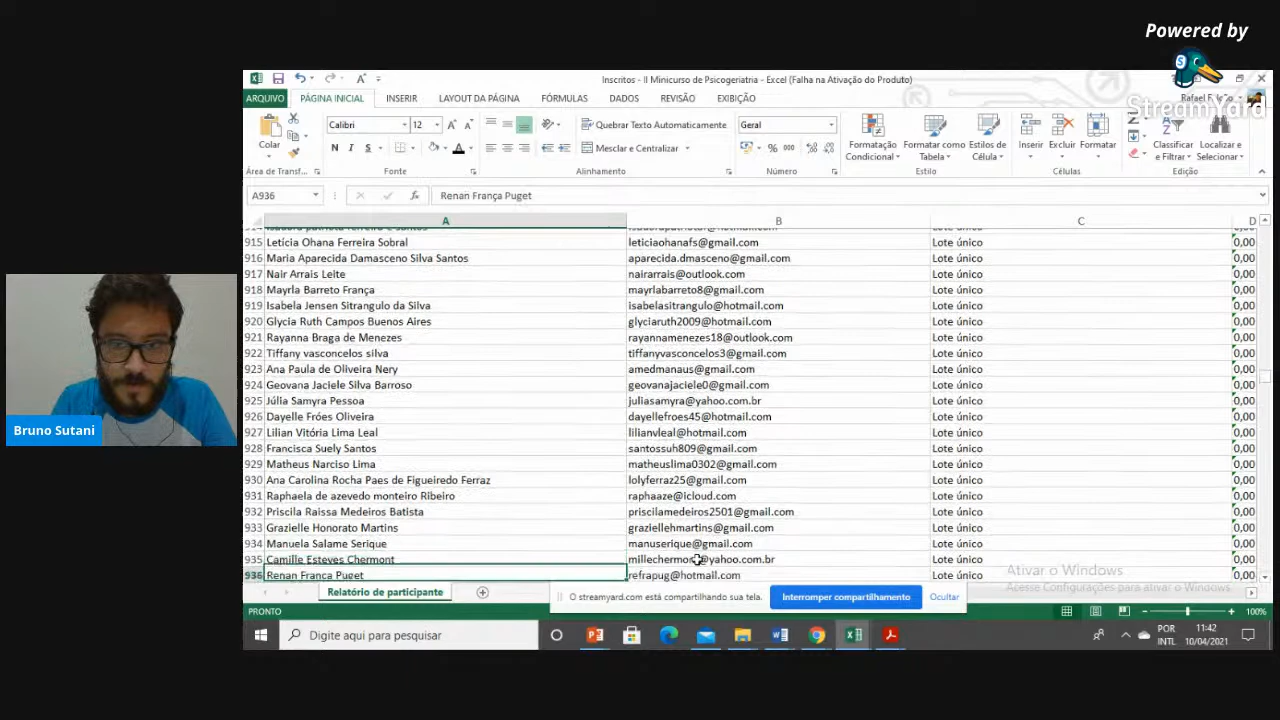 Powered by
StreamYard
Inscritos - II Minicurso de Psicogeriatria - Excel (Falha na Ativação do Produto)
ARQUIVO PÁGINA INICIAL INSERIR LAYOUT DA PÁGINA FÓRMULAS DADOS REVISÃO EXIBIÇÃO
Calibri 12 Quebrar Texto Automaticamente Geral
Colar N I S Mesclar e Centralizar % 000 Formatação Condicional Formatar como Tabela Estilos de Célula Inserir Excluir Formatar Classificar e Filtrar Localizar e Selecionar
Área de Transf... Fonte Alinhamento Número Estilo Células Edição
A936 Renan França Puget
A B C D
915 Letícia Ohana Ferreira Sobral leticiaohanafs@gmail.com Lote único 0,00
916 Maria Aparecida Damasceno Silva Santos aparecida.dmasceno@gmail.com Lote único 0,00
917 Nair Arrais Leite nairarrais@outlook.com Lote único 0,00
918 Mayrla Barreto França mayrlabarreto8@gmail.com Lote único 0,00
919 Isabela Jensen Sitrangulo da Silva isabelasitrangulo@hotmail.com Lote único 0,00
920 Glycia Ruth Campos Buenos Aires glyciaruth2009@hotmail.com Lote único 0,00
921 Rayanna Braga de Menezes rayannamenezes18@outlook.com Lote único 0,00
922 Tiffany vasconcelos silva tiffanyvasconcelos3@gmail.com Lote único 0,00
923 Ana Paula de Oliveira Nery amedmanaus@gmail.com Lote único 0,00
924 Geovana Jaciele Silva Barroso geovanajaciele0@gmail.com Lote único 0,00
925 Júlia Samyra Pessoa juliasamyra@yahoo.com.br Lote único 0,00
926 Dayelle Fróes Oliveira dayellefroes45@hotmail.com Lote único 0,00
927 Lilian Vitória Lima Leal lilianvleal@hotmail.com Lote único 0,00
928 Francisca Suely Santos santossuh809@gmail.com Lote único 0,00
929 Matheus Narciso Lima matheuslima0302@gmail.com Lote único 0,00
930 Ana Carolina Rocha Paes de Figueiredo Ferraz lolyferraz25@gmail.com Lote único 0,00
931 Raphaela de azevedo monteiro Ribeiro raphaaze@icloud.com Lote único 0,00
932 Priscila Raissa Medeiros Batista priscilamedeiros2501@gmail.com Lote único 0,00
933 Grazielle Honorato Martins graziellehmartins@gmail.com Lote único 0,00
934 Manuela Salame Serique manuserique@gmail.com Lote único 0,00
935 Camille Esteves Chermont Lote único 0,00
936 Renan França Puget refrapug@hotmail.com Lote único 0,00
Relatório de participante
O streamyard.com está compartilhando sua tela. Interromper compartilhamento Ocultar
Ativar o Windows
Acesse Configurações para ativar o Windows.
PRONTO 100%
Digite aqui para pesquisar
POR INTL 11:42 10/04/2021
Bruno Sutani